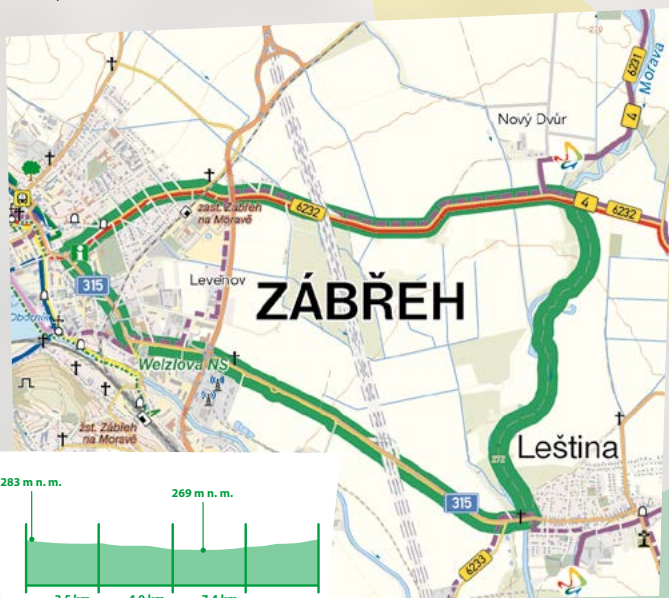 6231
4
Morava
Nový Dvůr
zast. Zábřeh
na Moravě
6232
4
6232
315
Leveňov
ZÁBŘEH
Welzlova NS
žst. Zábřeh
na Moravě
Leština
272
315
6233
283 m n. m.
269 m n. m.